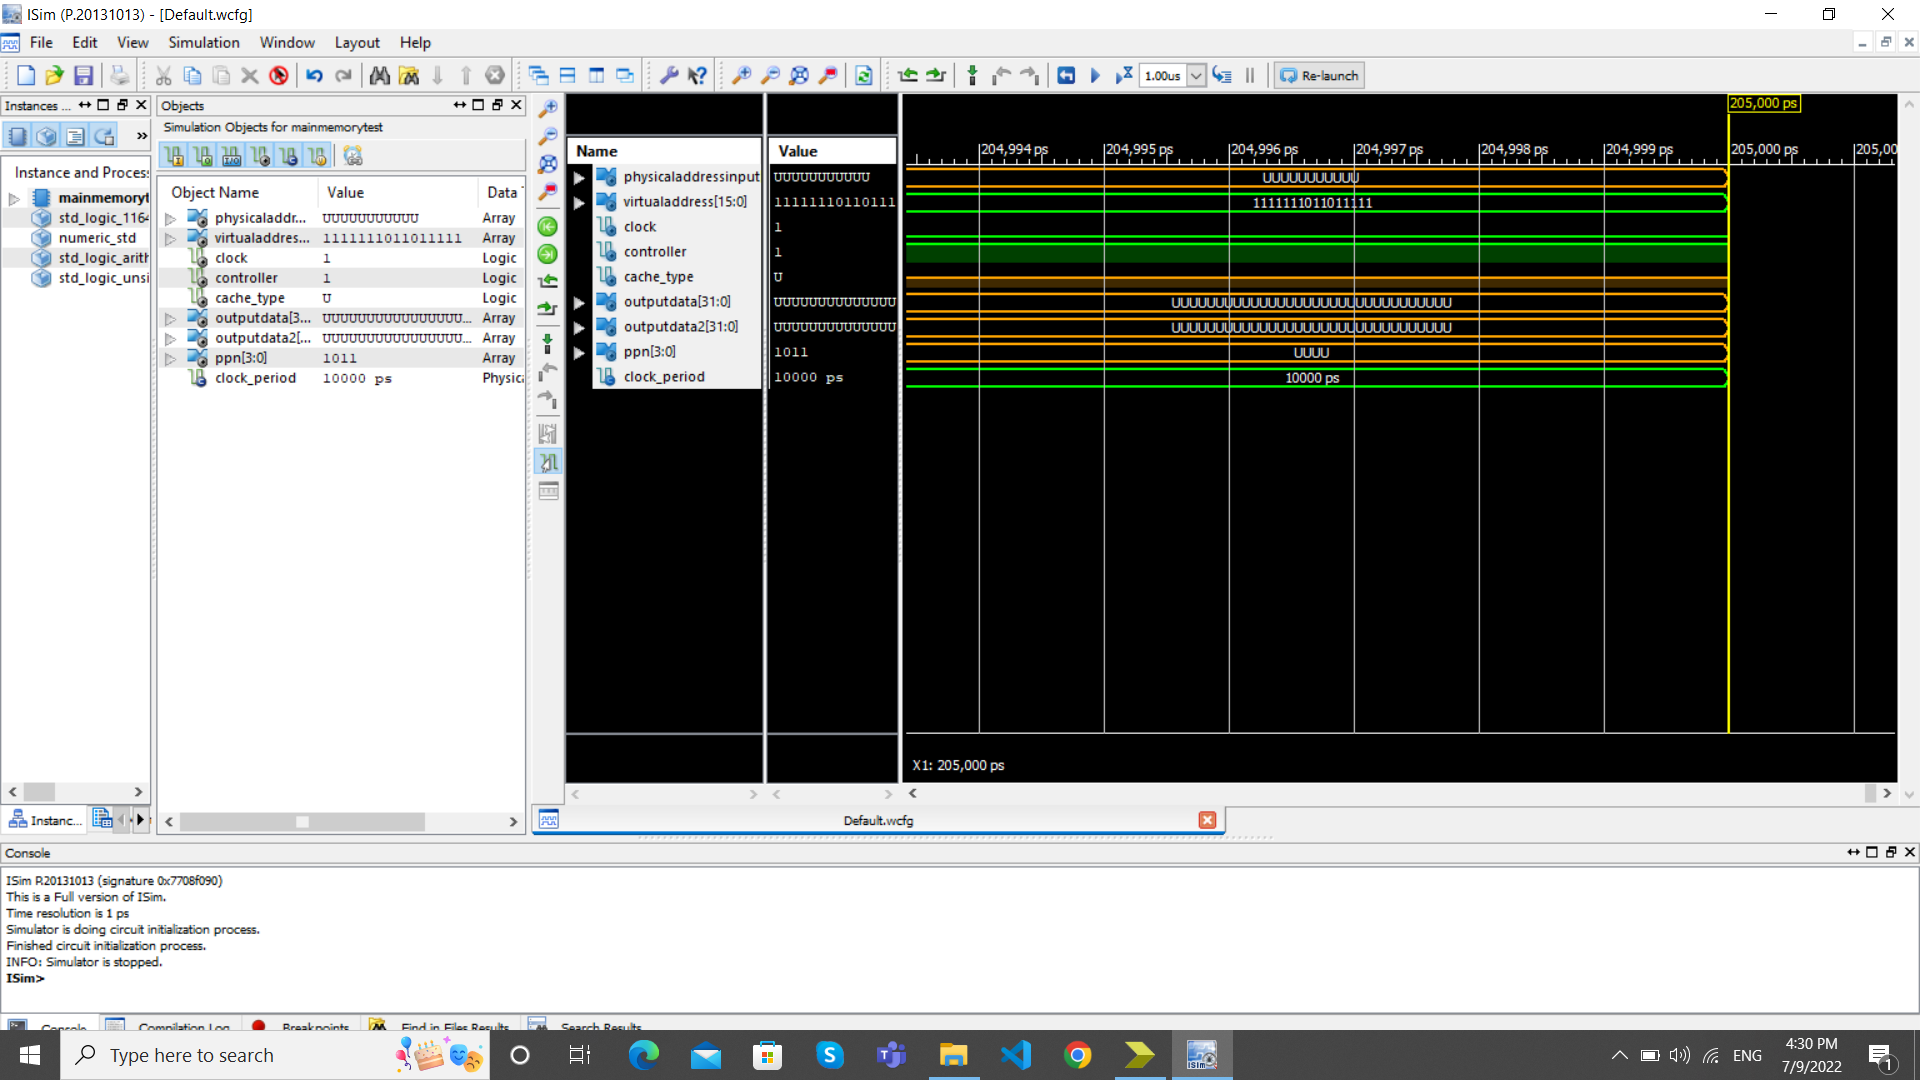 ISim (P.20131013) - [Default.wcfg]
File Edit View Simulation Window Layout Help
1.00us
Re-launch
Instances ...
Objects
Simulation Objects for mainmemorytest
Instance and Process
mainmemoryt
std_logic_1164
numeric_std
std_logic_arith
std_logic_unsi
Object Name Value Data T
physicaladdr... UUUUUUUUUUU Array
virtualaddres... 1111111011011111 Array
clock 1 Logic
controller 1 Logic
cache_type U Logic
outputdata[3... UUUUUUUUUUUUUUUU... Array
outputdata2[... UUUUUUUUUUUUUUUU... Array
ppn[3:0] 1011 Array
clock_period 10000 ps Physica
Name Value
physicaladdressinput UUUUUUUUUUU
virtualaddress[15:0] 11111110110111
clock 1
controller 1
cache_type U
outputdata[31:0] UUUUUUUUUUUUUU
outputdata2[31:0] UUUUUUUUUUUUUU
ppn[3:0] 1011
clock_period 10000 ps
205,000 ps
204,994 ps 204,995 ps 204,996 ps 204,997 ps 204,998 ps 204,999 ps 205,000 ps 205,00
UUUUUUUUUUU
1111111011011111
UUUUUUUUUUUUUUUUUUUUUUUUUUUUUUUU
UUUUUUUUUUUUUUUUUUUUUUUUUUUUUUUU
UUUU
10000 ps
X1: 205,000 ps
Instanc...
Default.wcfg
Console
ISim P.20131013 (signature 0x7708f090)
This is a Full version of ISim.
Time resolution is 1 ps
Simulator is doing circuit initialization process.
Finished circuit initialization process.
INFO: Simulator is stopped.
ISim>
Console Compilation Log Breakpoints Find in Files Results Search Results
Type here to search
ENG
4:30 PM
7/9/2022
1